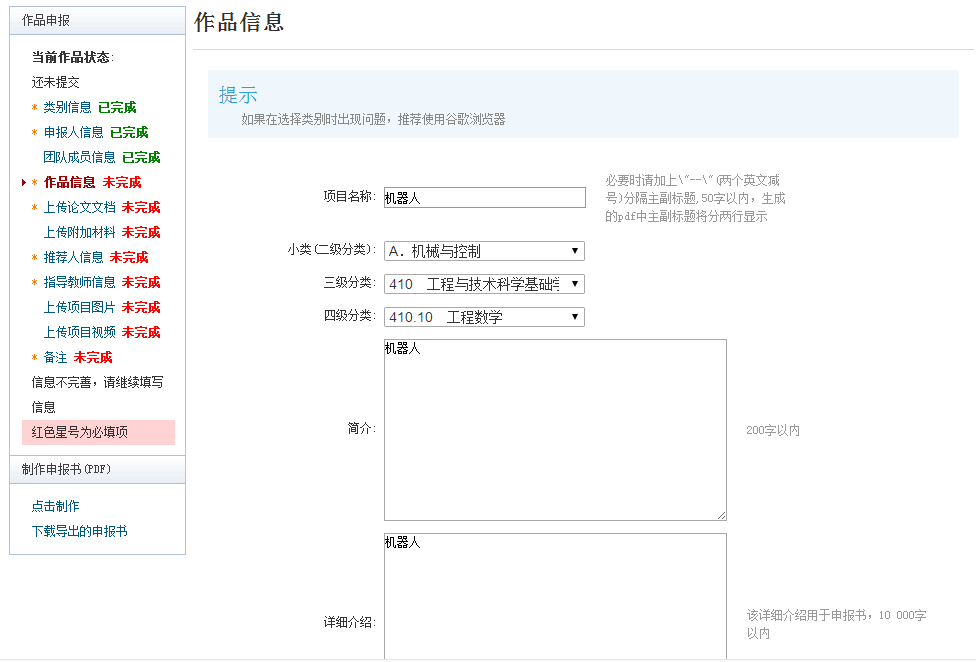 作品申报
当前作品状态:
还未提交
* 类别信息 已完成
* 申报人信息 已完成
团队成员信息 已完成
* 作品信息 未完成
* 上传论文文档 未完成
上传附加材料 未完成
* 推荐人信息 未完成
* 指导教师信息 未完成
上传项目图片 未完成
上传项目视频 未完成
* 备注 未完成
信息不完善，请继续填写
信息
红色星号为必填项
制作申报书(PDF)
点击制作
下载导出的申报书
作品信息
提示
如果在选择类别时出现问题，推荐使用谷歌浏览器
项目名称:
机器人
必要时请加上\"--\"(两个英文减
号)分隔主副标题,50字以内，生成
的pdf中主副标题将分两行显示
小类(二级分类):
A. 机械与控制
三级分类:
410 工程与技术科学基础学
四级分类:
410.10 工程数学
简介:
机器人
200字以内
详细介绍:
机器人
该详细介绍用于申报书，10 000字
以内